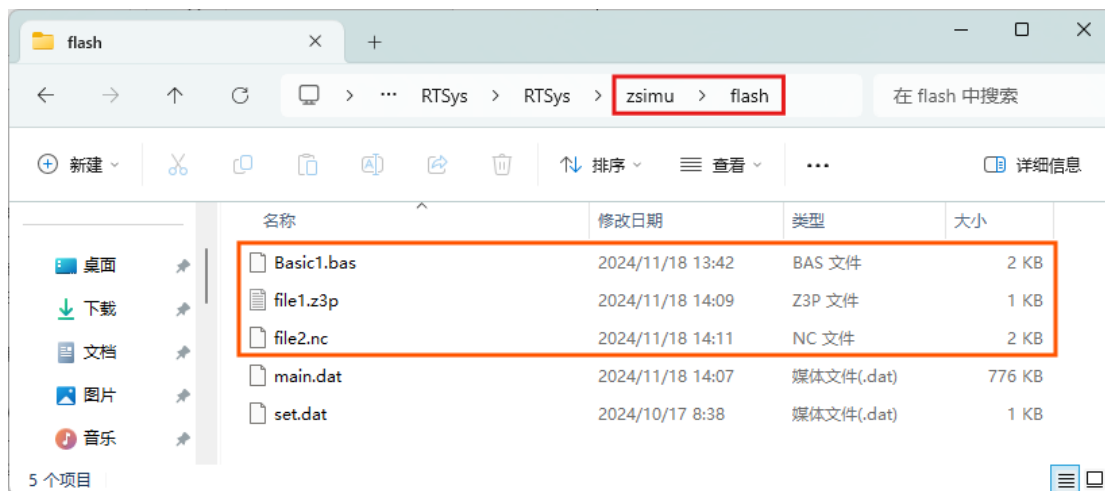 flash
RTSys > RTSys > zsimu > flash 在 flash 中搜索
新建 排序 查看 详细信息
名称 修改日期 类型 大小
桌面 Basic1.bas 2024/11/18 13:42 BAS 文件 2 KB
下载 file1.z3p 2024/11/18 14:09 Z3P 文件 1 KB
文档 file2.nc 2024/11/18 14:11 NC 文件 2 KB
图片 main.dat 2024/11/18 14:07 媒体文件(.dat) 776 KB
音乐 set.dat 2024/10/17 8:38 媒体文件(.dat) 1 KB
5 个项目